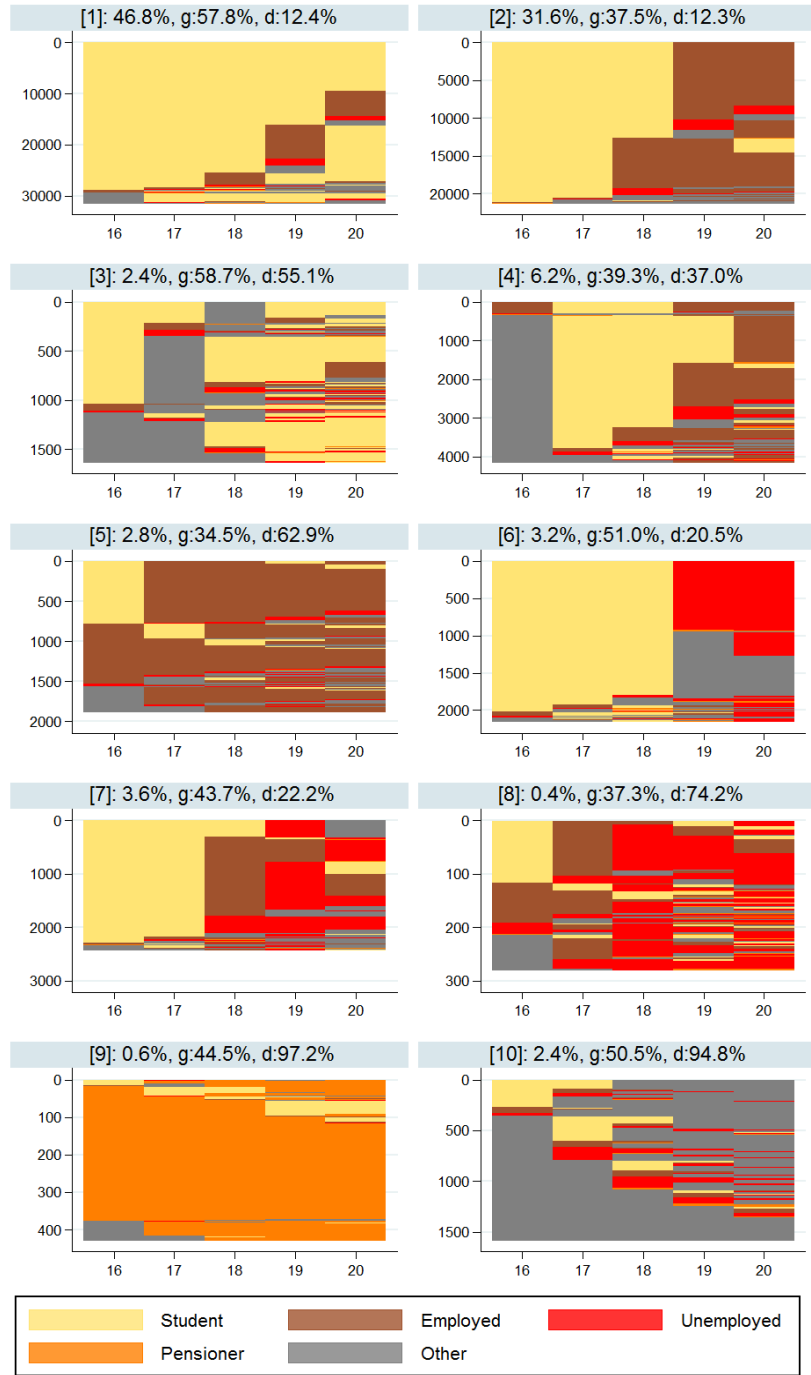 [1]: 46.8%, g:57.8%, d:12.4%
0
10000
20000
30000
16 17 18 19 20
[2]: 31.6%, g:37.5%, d:12.3%
0
5000
10000
15000
20000
16 17 18 19 20
[3]: 2.4%, g:58.7%, d:55.1%
0
500
1000
1500
16 17 18 19 20
[4]: 6.2%, g:39.3%, d:37.0%
0
1000
2000
3000
4000
16 17 18 19 20
[5]: 2.8%, g:34.5%, d:62.9%
0
500
1000
1500
2000
16 17 18 19 20
[6]: 3.2%, g:51.0%, d:20.5%
0
500
1000
1500
2000
16 17 18 19 20
[7]: 3.6%, g:43.7%, d:22.2%
0
1000
2000
3000
16 17 18 19 20
[8]: 0.4%, g:37.3%, d:74.2%
0
100
200
300
16 17 18 19 20
[9]: 0.6%, g:44.5%, d:97.2%
0
100
200
300
400
16 17 18 19 20
[10]: 2.4%, g:50.5%, d:94.8%
0
500
1000
1500
16 17 18 19 20
Student Employed Unemployed
Pensioner Other